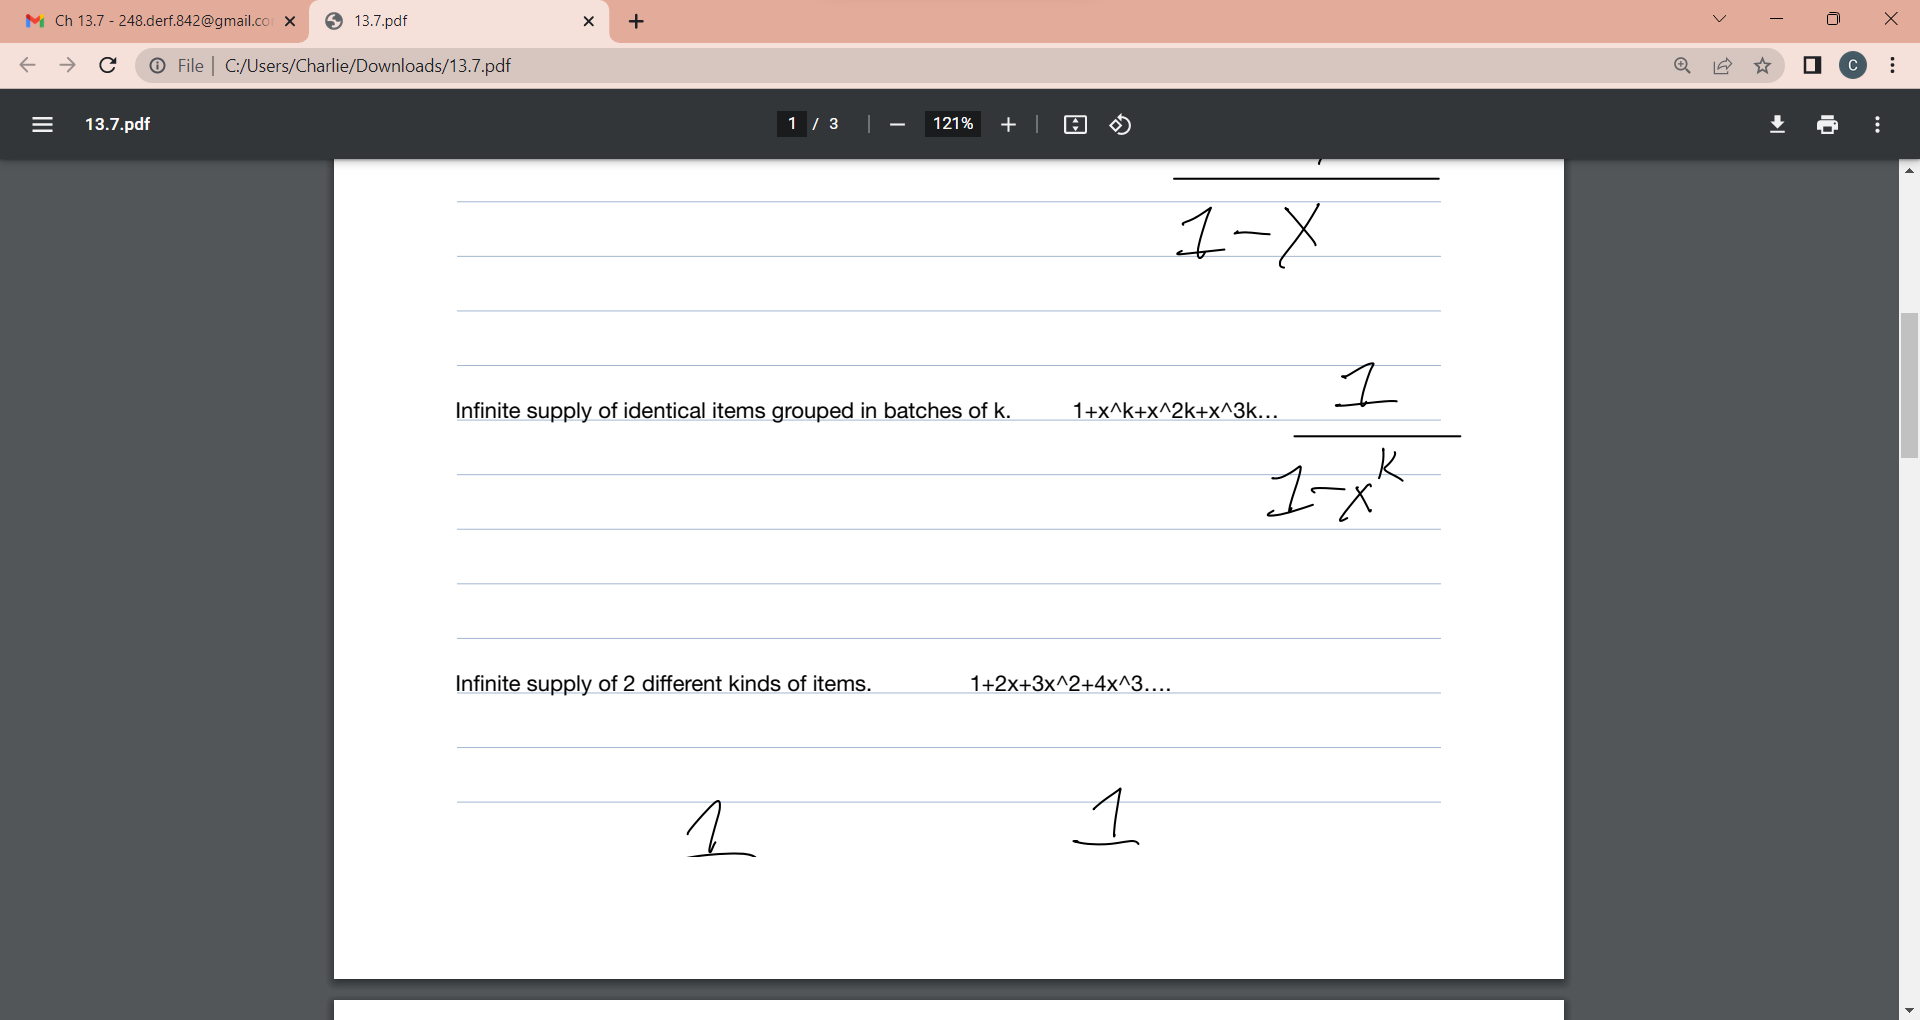 Ch 13.7 - 248.derf.842@gmail.co
13.7.pdf
File | C:/Users/Charlie/Downloads/13.7.pdf
C
13.7.pdf
1 / 3
121%
1-x
Infinite supply of identical items grouped in batches of k. 1+x^k+x^2k+x^3k...
1
1-x^k
Infinite supply of 2 different kinds of items. 1+2x+3x^2+4x^3....
1 1